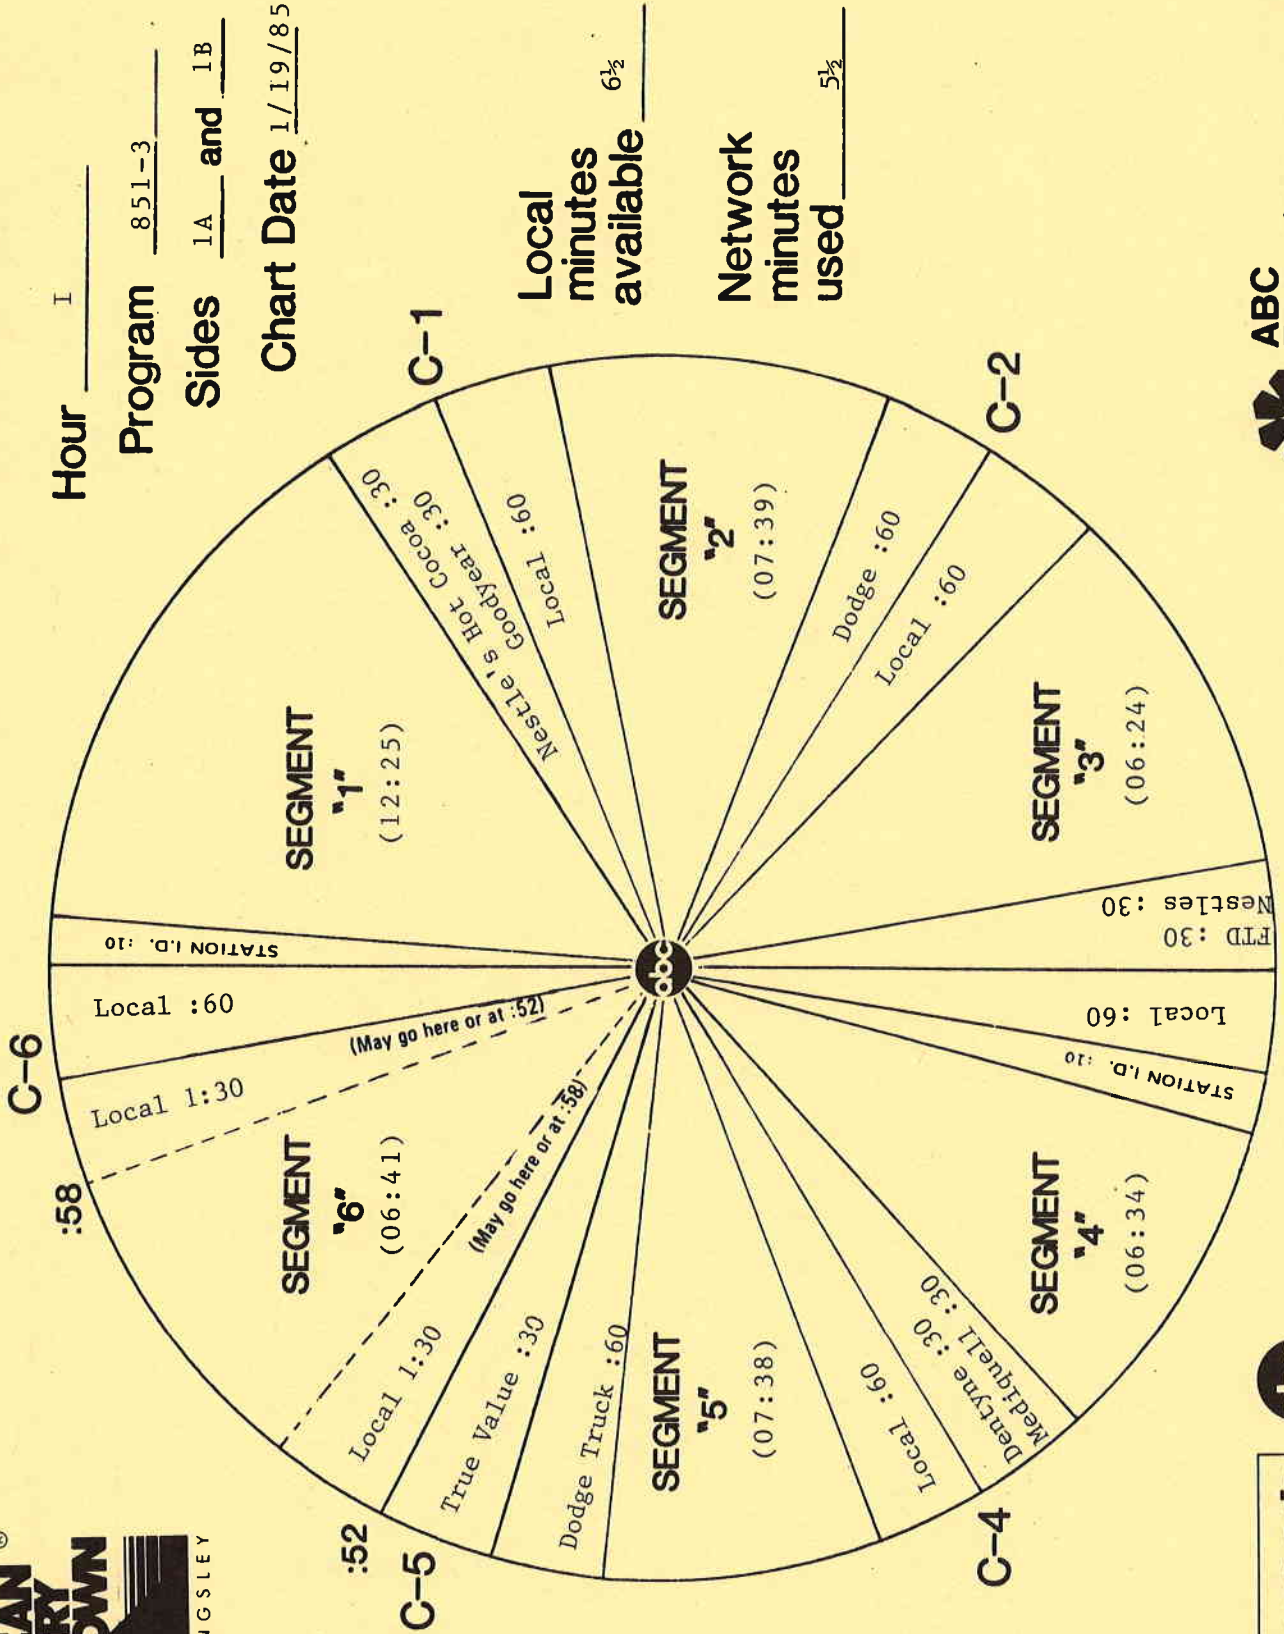 Hour I
Program 851-3
Sides 1A and 1B
Chart Date 1/19/85
Local
minutes
available 6½
Network
minutes
used 5½
C-1
C-2
C-4
:52
C-5
:58
C-6
STATION I.D. :10
SEGMENT
"1"
(12:25)
Nestle's Hot Cocoa :30
Goodyear :30
Local :60
SEGMENT
"2"
(07:39)
Dodge :60
Local :60
SEGMENT
"3"
(06:24)
Nestles :30
FTD :30
Local :60
STATION I.D. :10
SEGMENT
"4"
(06:34)
Mediquell :30
Dentyne :30
Local :60
SEGMENT
"5"
(07:38)
Dodge Truck :60
True Value :30
Local 1:30
(May go here or at :58)
SEGMENT
"6"
(06:41)
(May go here or at :52)
Local 1:30
Local :60
abc
ABC
®